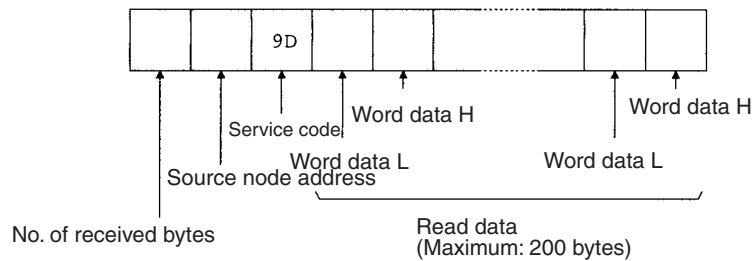 9D
Word data H
Word data H
Service code
Word data L
Word data L
Source node address
Read data
No. of received bytes
(Maximum: 200 bytes)